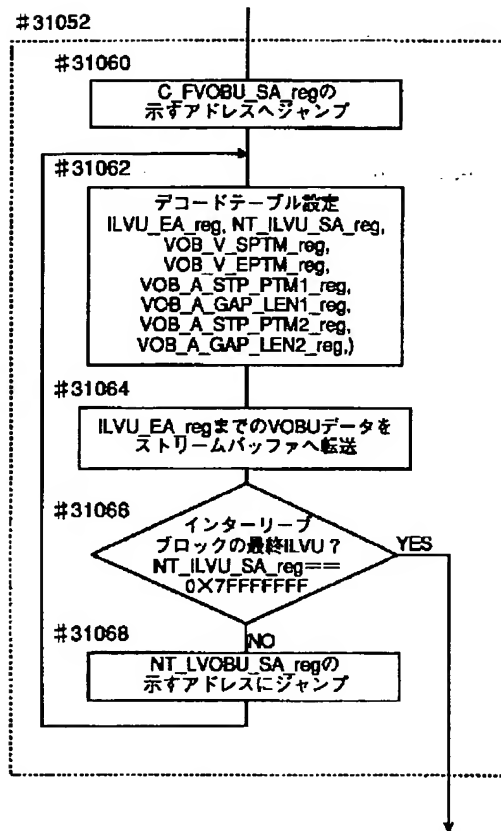 #31052
#31060
C_FVOBU_SA_regの
示すアドレスへジャンプ
#31062
デコードテーブル設定
ILVU_EA_reg, NT_ILVU_SA_reg,
VOB_V_SPTM_reg,
VOB_V_EPTM_reg,
VOB_A_STP_PTM1_reg,
VOB_A_GAP_LEN1_reg,
VOB_A_STP_PTM2_reg,
VOB_A_GAP_LEN2_reg,)
#31064
ILVU_EA_regまでのVOBUデータを
ストリームバッファへ転送
#31066
インターリーブ
ブロックの最終ILVU?
NT_ILVU_SA_reg==
0×7FFFFFFF
YES
#31068
NO
NT_LVOBU_SA_regの
示すアドレスにジャンプ